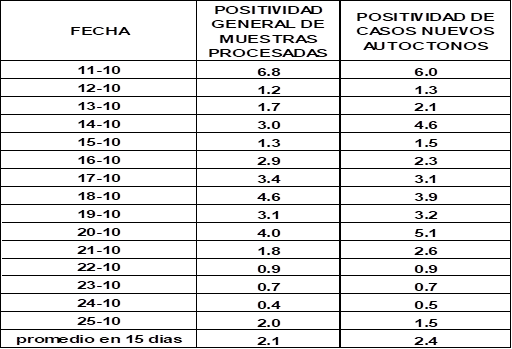 FECHA POSITIVIDAD GENERAL DE MUESTRAS PROCESADAS POSITIVIDAD DE CASOS NUEVOS AUTOCTONOS
11-10 6.8 6.0
12-10 1.2 1.3
13-10 1.7 2.1
14-10 3.0 4.6
15-10 1.3 1.5
16-10 2.9 2.3
17-10 3.4 3.1
18-10 4.6 3.9
19-10 3.1 3.2
20-10 4.0 5.1
21-10 1.8 2.6
22-10 0.9 0.9
23-10 0.7 0.7
24-10 0.4 0.5
25-10 2.0 1.5
promedio en 15 dias 2.1 2.4